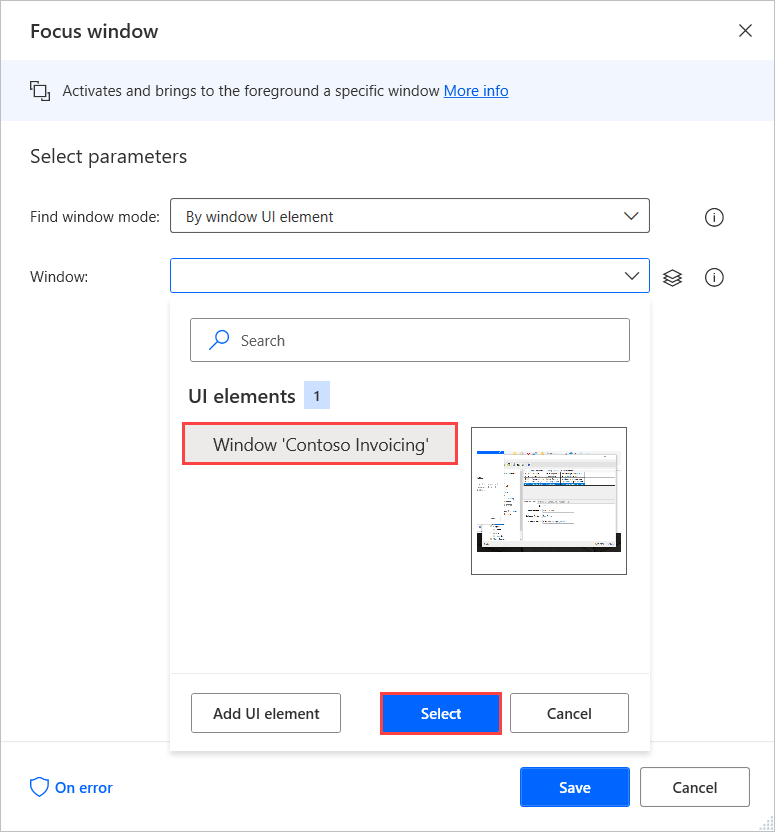 Focus window
Activates and brings to the foreground a specific window More info
Select parameters
Find window mode: By window UI element
Window:
Search
UI elements 1
Window 'Contoso Invoicing'
Add UI element Select Cancel
On error Save Cancel